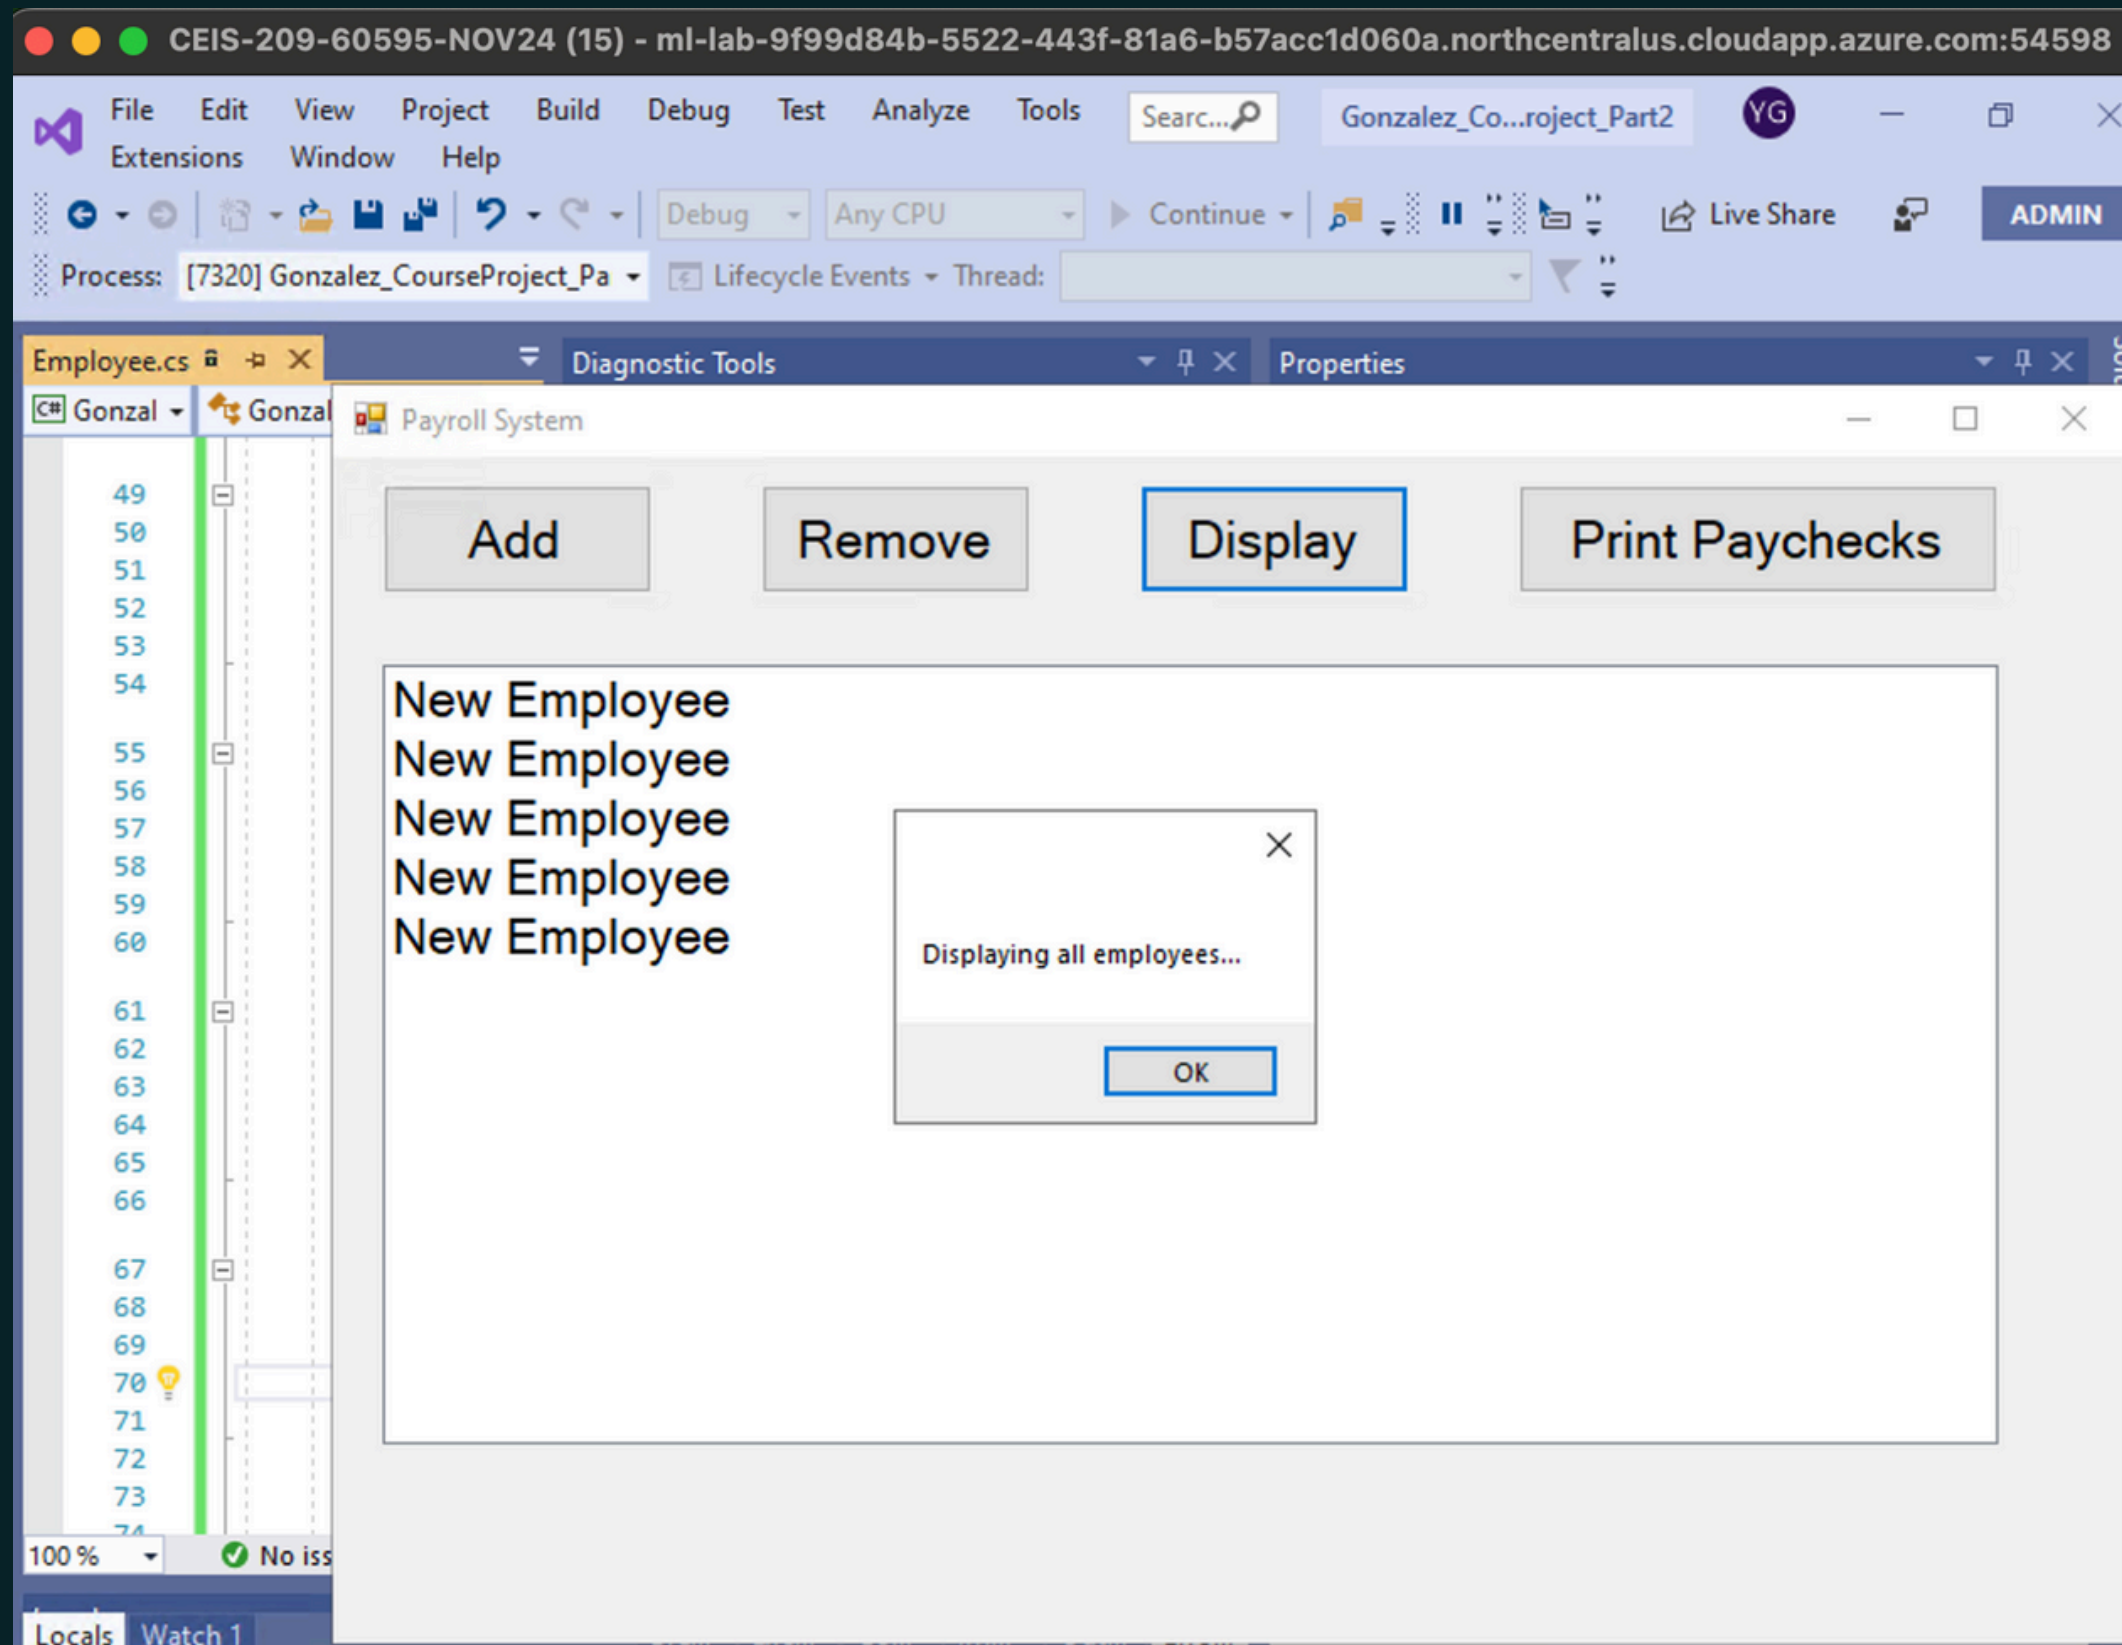 CEIS-209-60595-NOV24 (15) - ml-lab-9f99d84b-5522-443f-81a6-b57acc1d060a.northcentralus.cloudapp.azure.com:54598
File Edit View Project Build Debug Test Analyze Tools Searc... Gonzalez_Co...roject_Part2 YG
Extensions Window Help
Debug Any CPU Continue Live Share ADMIN
Process: [7320] Gonzalez_CourseProject_Pa Lifecycle Events Thread:
Employee.cs Diagnostic Tools Properties
C# Gonzal Gonzal
Payroll System
Add Remove Display Print Paychecks
New Employee
New Employee
New Employee
New Employee
New Employee
Displaying all employees...
OK
49
50
51
52
53
54
55
56
57
58
59
60
61
62
63
64
65
66
67
68
69
70
71
72
73
74
100 % No iss
Locals Watch 1